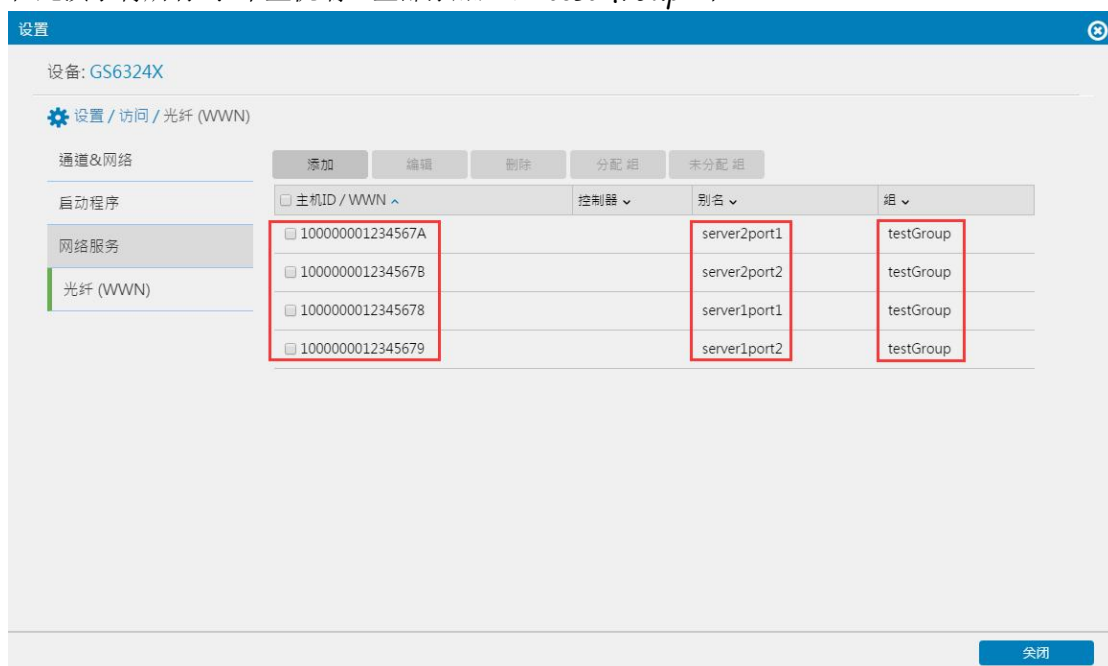 设置
设备: GS6324X
设置 / 访问 / 光纤 (WWN)
通道&网络
启动程序
网络服务
光纤 (WWN)
添加 编辑 删除 分配 组 未分配 组
主机ID / WWN 控制器 别名 组
100000001234567A server2port1 testGroup
100000001234567B server2port2 testGroup
1000000012345678 server1port1 testGroup
1000000012345679 server1port2 testGroup
关闭